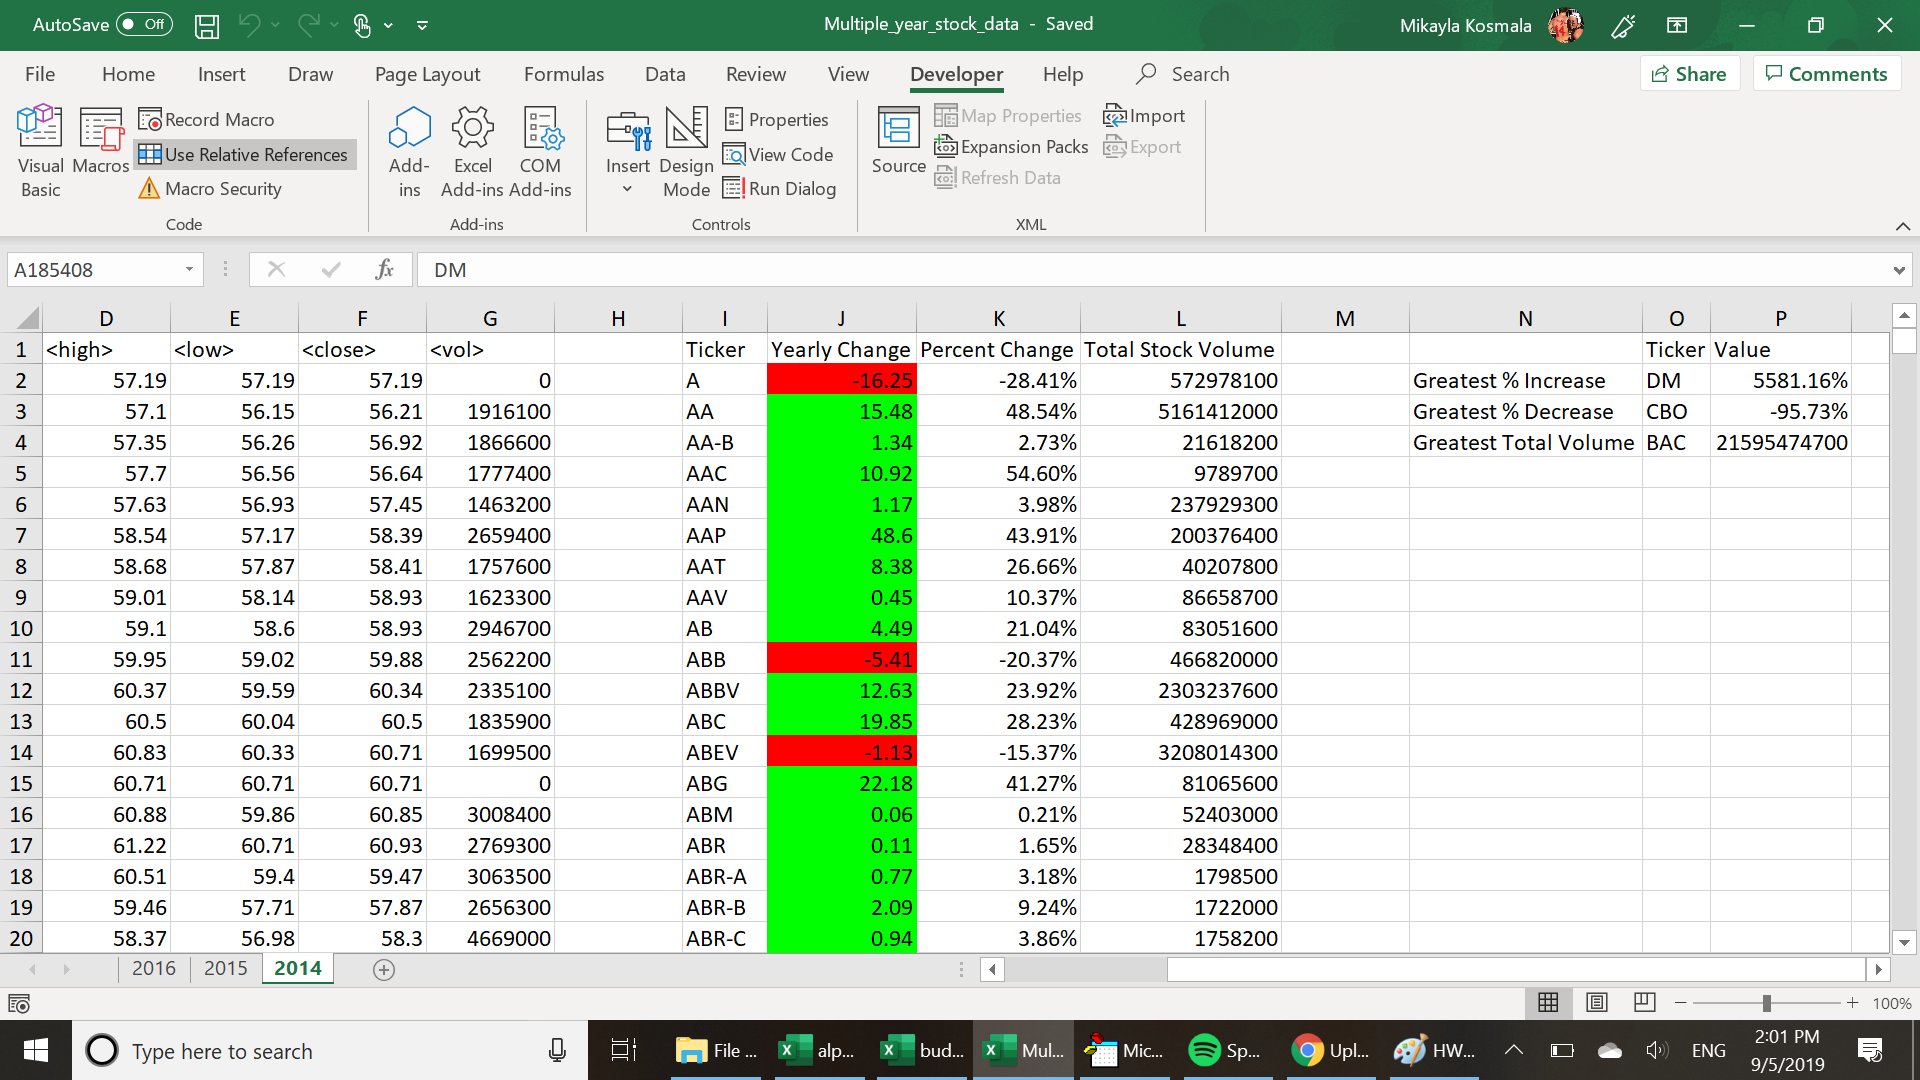 AutoSave Off
Multiple_year_stock_data - Saved
Mikayla Kosmala
File Home Insert Draw Page Layout Formulas Data Review View Developer Help Search
Share Comments
Visual Basic
Macros
Record Macro
Use Relative References
Macro Security
Code
Add-ins
Excel Add-ins
COM Add-ins
Add-ins
Insert
Design Mode
Properties
View Code
Run Dialog
Controls
Source
Map Properties
Expansion Packs
Refresh Data
Import
Export
XML
A185408 fx DM
D E F G H I J K L M N O P
1 <high> <low> <close> <vol> Ticker Yearly Change Percent Change Total Stock Volume Ticker Value
2 57.19 57.19 57.19 0 A -16.25 -28.41% 572978100 Greatest % Increase DM 5581.16%
3 57.1 56.15 56.21 1916100 AA 15.48 48.54% 5161412000 Greatest % Decrease CBO -95.73%
4 57.35 56.26 56.92 1866600 AA-B 1.34 2.73% 21618200 Greatest Total Volume BAC 21595474700
5 57.7 56.56 56.64 1777400 AAC 10.92 54.60% 9789700
6 57.63 56.93 57.45 1463200 AAN 1.17 3.98% 237929300
7 58.54 57.17 58.39 2659400 AAP 48.6 43.91% 200376400
8 58.68 57.87 58.41 1757600 AAT 8.38 26.66% 40207800
9 59.01 58.14 58.93 1623300 AAV 0.45 10.37% 86658700
10 59.1 58.6 58.93 2946700 AB 4.49 21.04% 83051600
11 59.95 59.02 59.88 2562200 ABB -5.41 -20.37% 466820000
12 60.37 59.59 60.34 2335100 ABBV 12.63 23.92% 2303237600
13 60.5 60.04 60.5 1835900 ABC 19.85 28.23% 428969000
14 60.83 60.33 60.71 1699500 ABEV -1.13 -15.37% 3208014300
15 60.71 60.71 60.71 0 ABG 22.18 41.27% 81065600
16 60.88 59.86 60.85 3008400 ABM 0.06 0.21% 52403000
17 61.22 60.71 60.93 2769300 ABR 0.11 1.65% 28348400
18 60.51 59.4 59.47 3063500 ABR-A 0.77 3.18% 1798500
19 59.46 57.71 57.87 2656300 ABR-B 2.09 9.24% 1722000
20 58.37 56.98 58.3 4669000 ABR-C 0.94 3.86% 1758200
2016 2015 2014
100%
Type here to search
File ... alp... bud... Mul... Mic... Sp... Upl... HW...
ENG
2:01 PM
9/5/2019